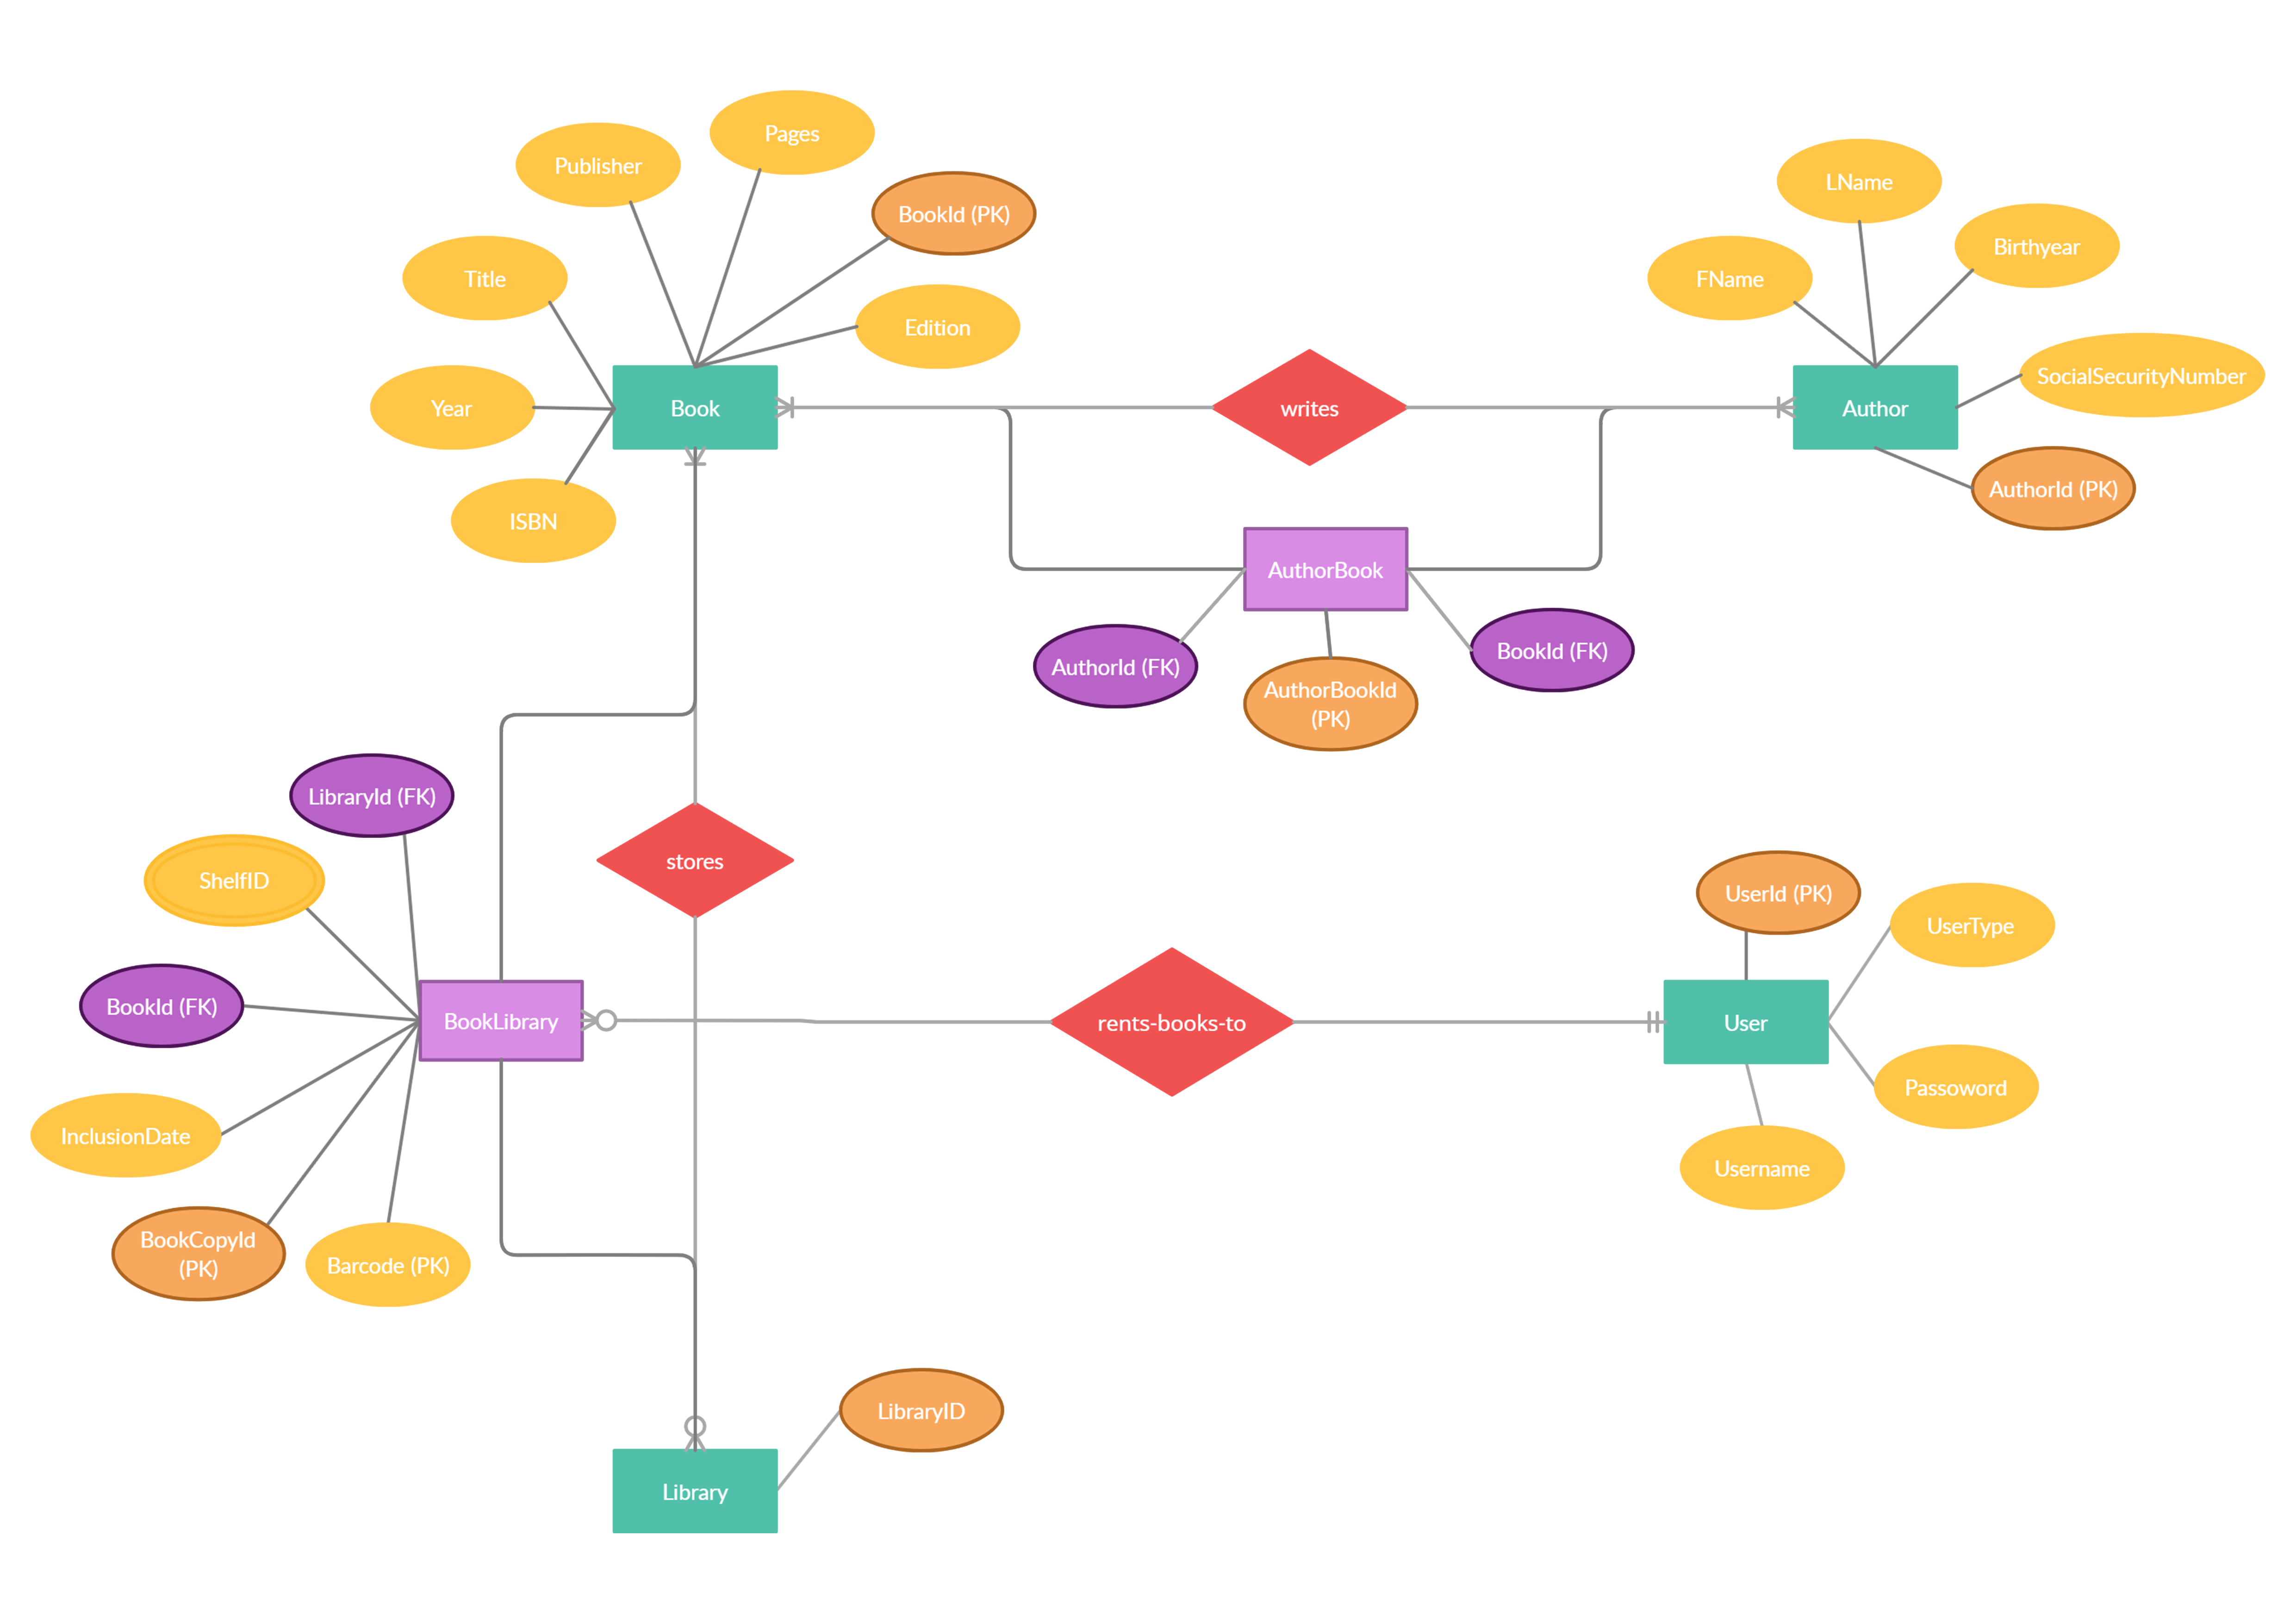 Pages
Publisher
LName
BookId (PK)
Birthyear
Title
FName
Edition
SocialSecurityNumber
Year
Book
writes
Author
AuthorId (PK)
ISBN
AuthorBook
BookId (FK)
AuthorId (FK)
AuthorBookId
(PK)
LibraryId (FK)
stores
ShelfID
UserId (PK)
UserType
BookId (FK)
BookLibrary
rents-books-to
User
Passoword
InclusionDate
Username
BookCopyId
(PK)
Barcode (PK)
LibraryID
Library